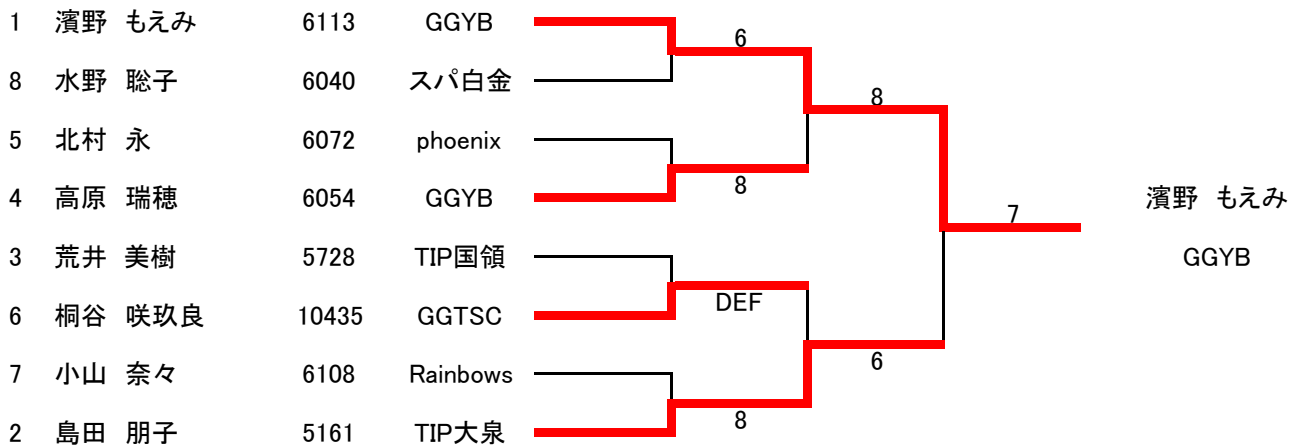 1 濱野 もえみ 6113 GGYB
6
8 水野 聡子 6040 スパ白金
8
5 北村 永 6072 phoenix
8
4 高原 瑞穂 6054 GGYB
7
濱野 もえみ
GGYB
3 荒井 美樹 5728 TIP国領
DEF
6 桐谷 咲玖良 10435 GGTSC
6
7 小山 奈々 6108 Rainbows
8
2 島田 朋子 5161 TIP大泉